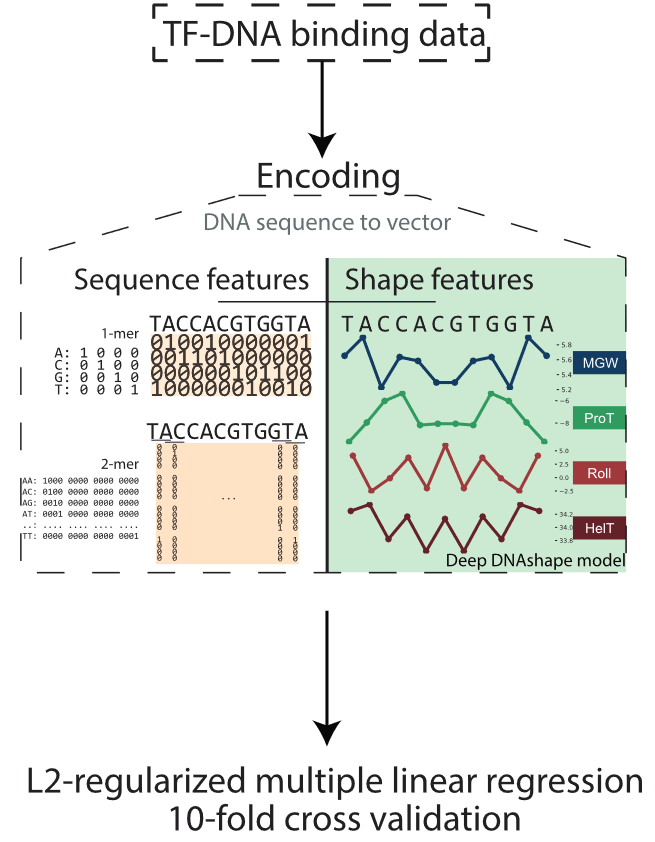 TF-DNA binding data
Encoding
DNA sequence to vector
Sequence features
1-mer
TACCACGTGGTA
010010000001
001101000000
000000101100
100000010010
A: 1 0 0 0
C: 0 1 0 0
G: 0 0 1 0
T: 0 0 0 1
TACCACGTGGTA
2-mer
...
AA: 1000 0000 0000 0000
AC: 0100 0000 0000 0000
AG: 0010 0000 0000 0000
AT: 0001 0000 0000 0000
..: .... .... .... ....
TT: 0000 0000 0000 0001
Shape features
T A C C A C G T G G T A
5.8
5.6
5.4
5.2
MGW
−6
−8
ProT
5.0
2.5
0.0
−2.5
Roll
34.2
34.0
33.8
HelT
Deep DNAshape model
L2-regularized multiple linear regression
10-fold cross validation